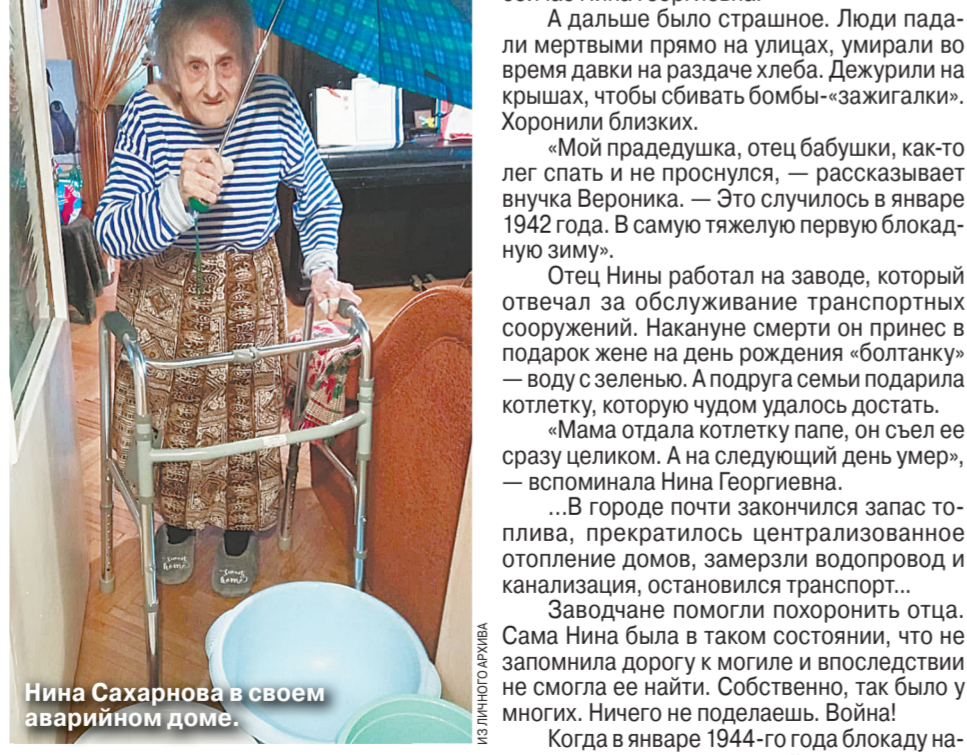 сейчас Нина Георгиевна.
А дальше было страшное. Люди пада-
ли мертвыми прямо на улицах, умирали во
время давки на раздаче хлеба. Дежурили на
крышах, чтобы сбивать бомбы-«зажигалки».
Хоронили близких.
«Мой прадедушка, отец бабушки, как-то
лег спать и не проснулся, — рассказывает
внучка Вероника. — Это случилось в январе
1942 года. В самую тяжелую первую блокад-
ную зиму».
Отец Нины работал на заводе, который
отвечал за обслуживание транспортных
сооружений. Накануне смерти он принес в
подарок жене на день рождения «болтанку»
— воду с зеленью. А подруга семьи подарила
котлетку, которую чудом удалось достать.
«Мама отдала котлетку папе, он съел ее
сразу целиком. А на следующий день умер»,
— вспоминала Нина Георгиевна.
...В городе почти закончился запас то-
плива, прекратилось централизованное
отопление домов, замерзли водопровод и
канализация, остановился транспорт...
Заводчане помогли похоронить отца.
Сама Нина была в таком состоянии, что не
запомнила дорогу к могиле и впоследствии
не смогла ее найти. Собственно, так было у
многих. Ничего не поделаешь. Война!
Когда в январе 1944-го года блокаду на-
ИЗ ЛИЧНОГО АРХИВА
Нина Сахарнова в своем
аварийном доме.
sweet
home
sweet
home